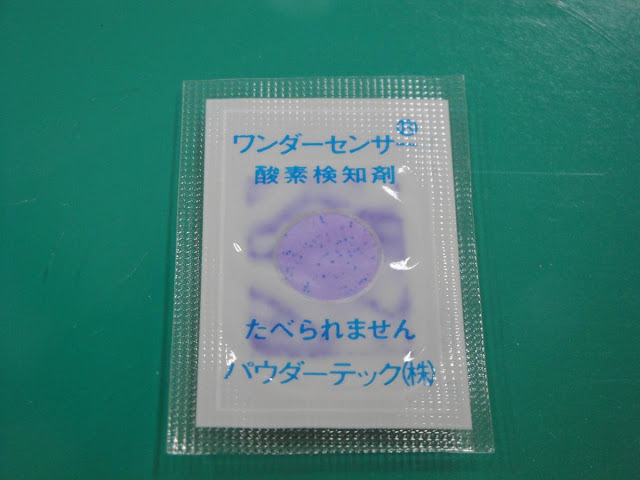 ワンダーセンサー
酸素検知剤
たべられません
パウダーテック(株)